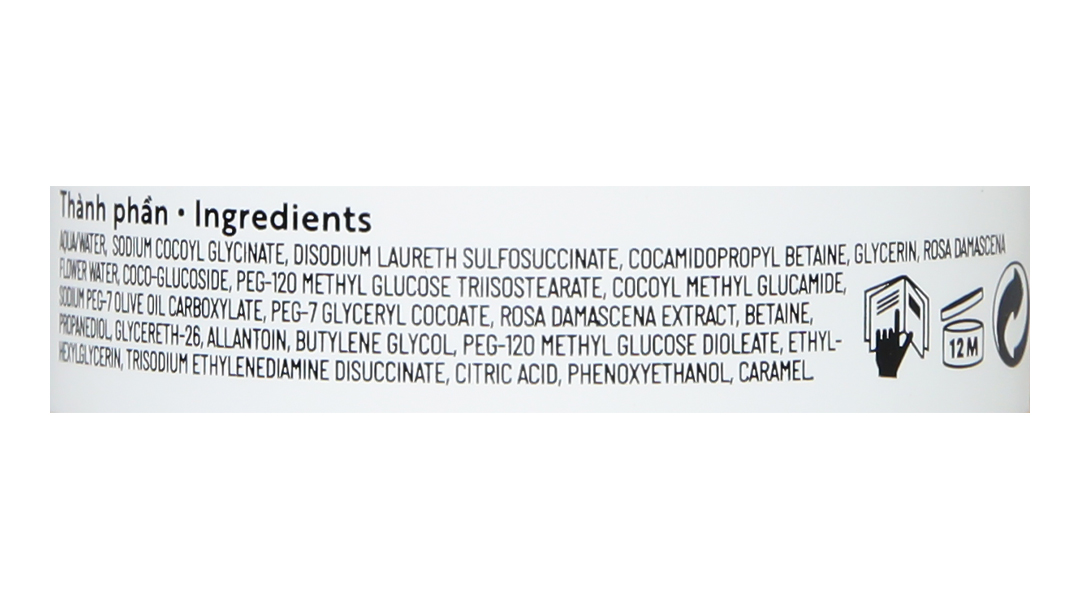 Thành phần • Ingredients
AQUA/WATER, SODIUM COCOYL GLYCINATE, DISODIUM LAURETH SULFOSUCCINATE, COCAMIDOPROPYL BETAINE, GLYCERIN, ROSA DAMASCENA
FLOWER WATER, COCO-GLUCOSIDE, PEG-120 METHYL GLUCOSE TRIISOSTEARATE, COCOYL METHYL GLUCAMIDE,
SODIUM PEG-7 OLIVE OIL CARBOXYLATE, PEG-7 GLYCERYL COCOATE, ROSA DAMASCENA EXTRACT, BETAINE,
PROPANEDIOL, GLYCERETH-26, ALLANTOIN, BUTYLENE GLYCOL, PEG-120 METHYL GLUCOSE DIOLEATE, ETHYL-
HEXYLGLYCERIN, TRISODIUM ETHYLENEDIAMINE DISUCCINATE, CITRIC ACID, PHENOXYETHANOL, CARAMEL.
12 M